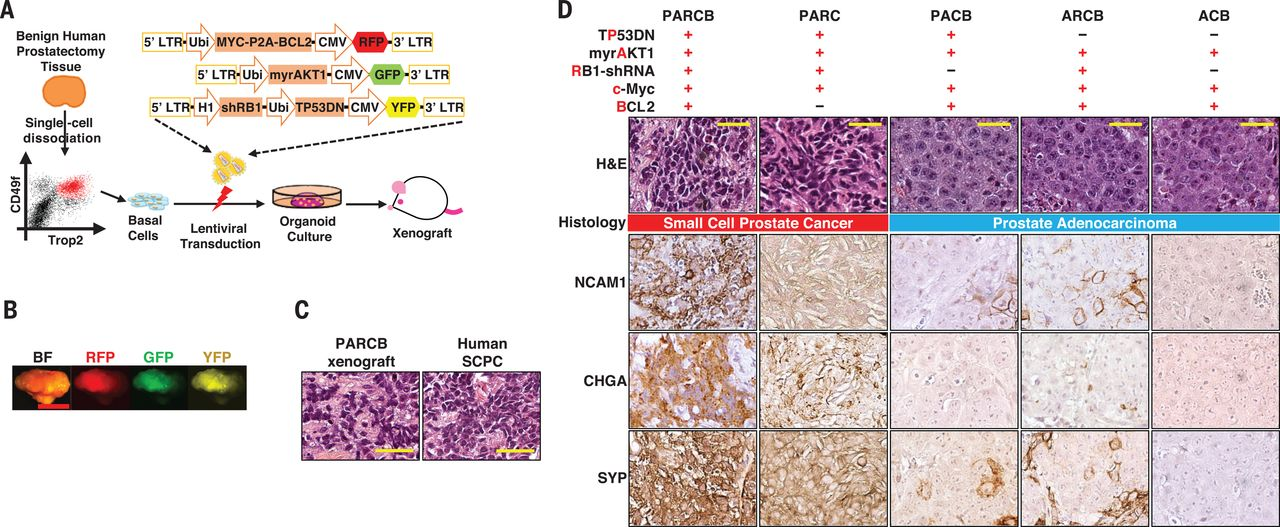 A
Benign Human
Prostatectomy
Tissue
Single-cell
dissociation
CD49f
Trop2
5' LTR Ubi MYC-P2A-BCL2 CMV RFP 3' LTR
5' LTR Ubi myrAKT1 CMV GFP 3' LTR
5' LTR H1 shRB1 Ubi TP53DN CMV YFP 3' LTR
Basal
Cells
Lentiviral
Transduction
Organoid
Culture
Xenograft
B
BF RFP GFP YFP
C
PARCB
xenograft
Human
SCPC
D
PARCB PARC PACB ARCB ACB
TP53DN + + + − −
myrAKT1 + + + + +
RB1-shRNA + + − + −
c-Myc + + + + +
BCL2 + − + + +
H&E
Histology Small Cell Prostate Cancer Prostate Adenocarcinoma
NCAM1
CHGA
SYP